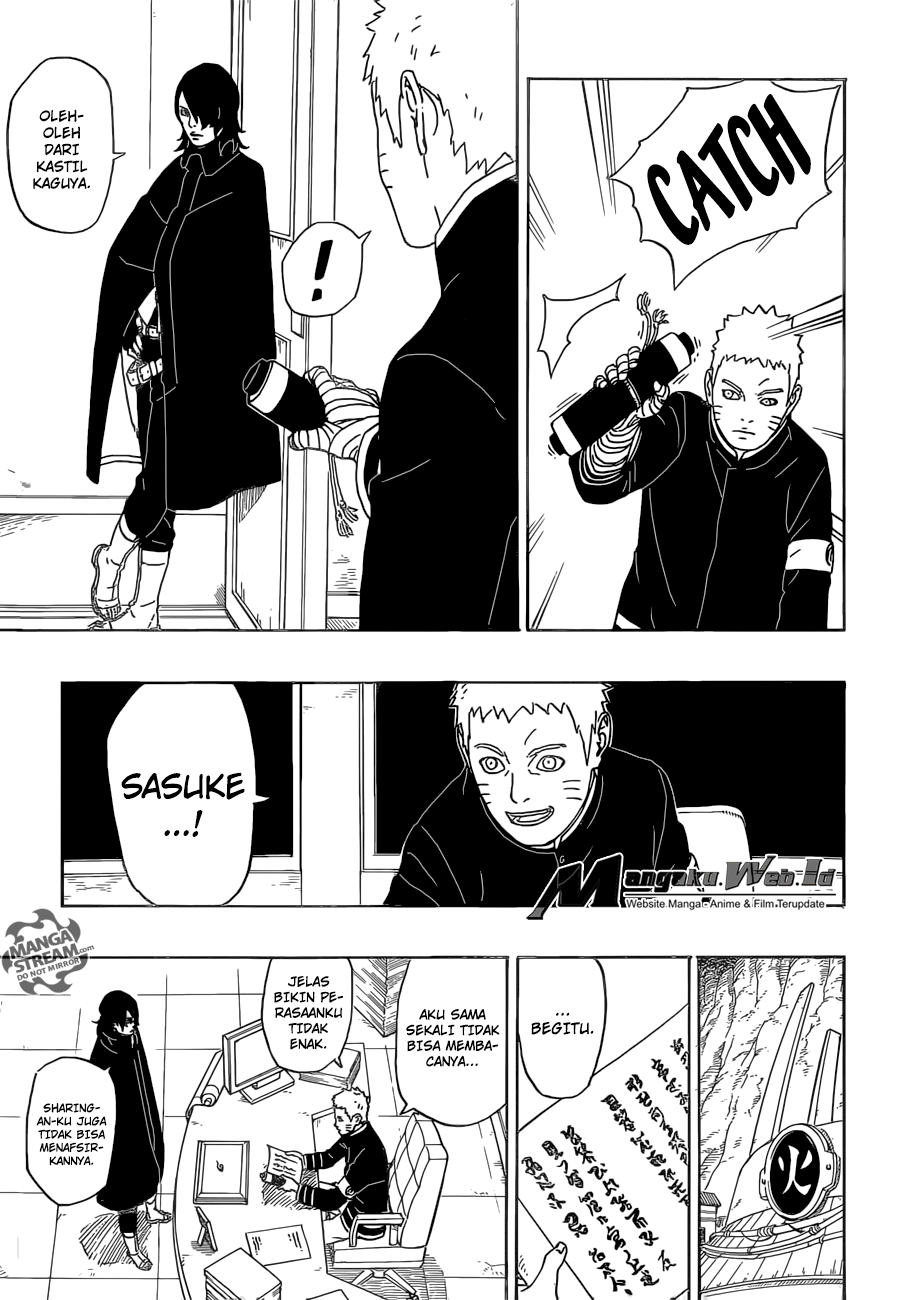 CATCH
!
OLEH-
OLEH
DARI
KASTIL
KAGUYA.
SASUKE
...!
Mangaku.Web.Id
Website Manga - Anime & Film Terupdate
火
...
BEGITU.
AKU SAMA
SEKALI TIDAK
BISA MEMBA-
CANYA...
JELAS
BIKIN PE-
RASAANKU
TIDAK
ENAK.
SHARING-
AN-KU JUGA
TIDAK BISA
MENAFSIR-
KANNYA.
MANGA
STREAM.com
DO NOT MIRROR